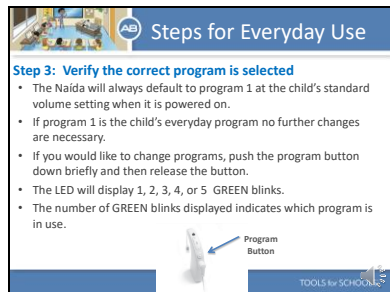 AB
Steps for Everyday Use
Step 3: Verify the correct program is selected
• The Naída will always default to program 1 at the child's standard
volume setting when it is powered on.
• If program 1 is the child's everyday program no further changes
are necessary.
• If you would like to change programs, push the program button
down briefly and then release the button.
• The LED will display 1, 2, 3, 4, or 5 GREEN blinks.
• The number of GREEN blinks displayed indicates which program is
in use.
Program
Button
TOOLS for SCHOOLS